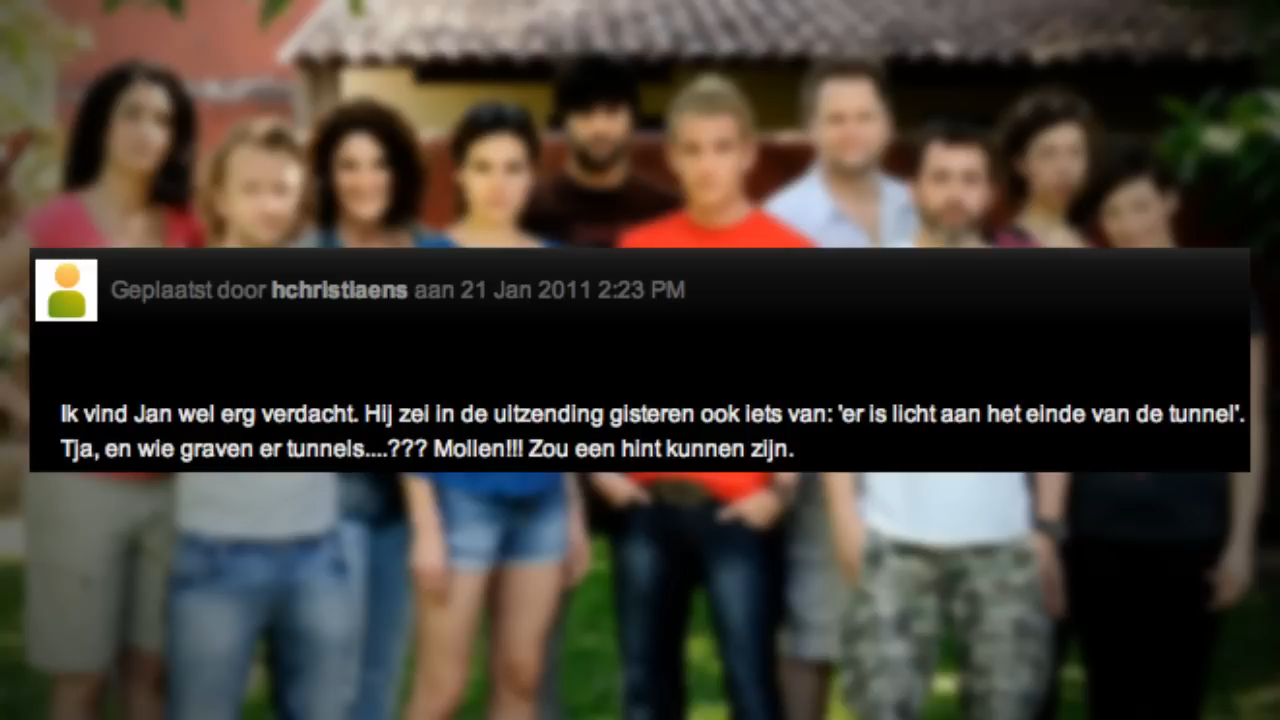 Geplaatst door hchristiaens aan 21 Jan 2011 2:23 PM
Ik vind Jan wel erg verdacht. Hij zei in de uitzending gisteren ook iets van: 'er is licht aan het einde van de tunnel'.
Tja, en wie graven er tunnels....??? Mollen!!! Zou een hint kunnen zijn.